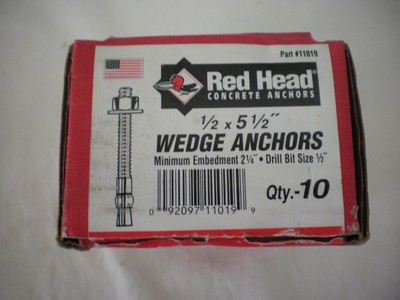 Part #11019
Red Head®
CONCRETE ANCHORS
1/2 x 5 1/2"
WEDGE ANCHORS
Minimum Embedment 2 1/4" • Drill Bit Size 1/2"
Qty.-10
0 92097 11019 9